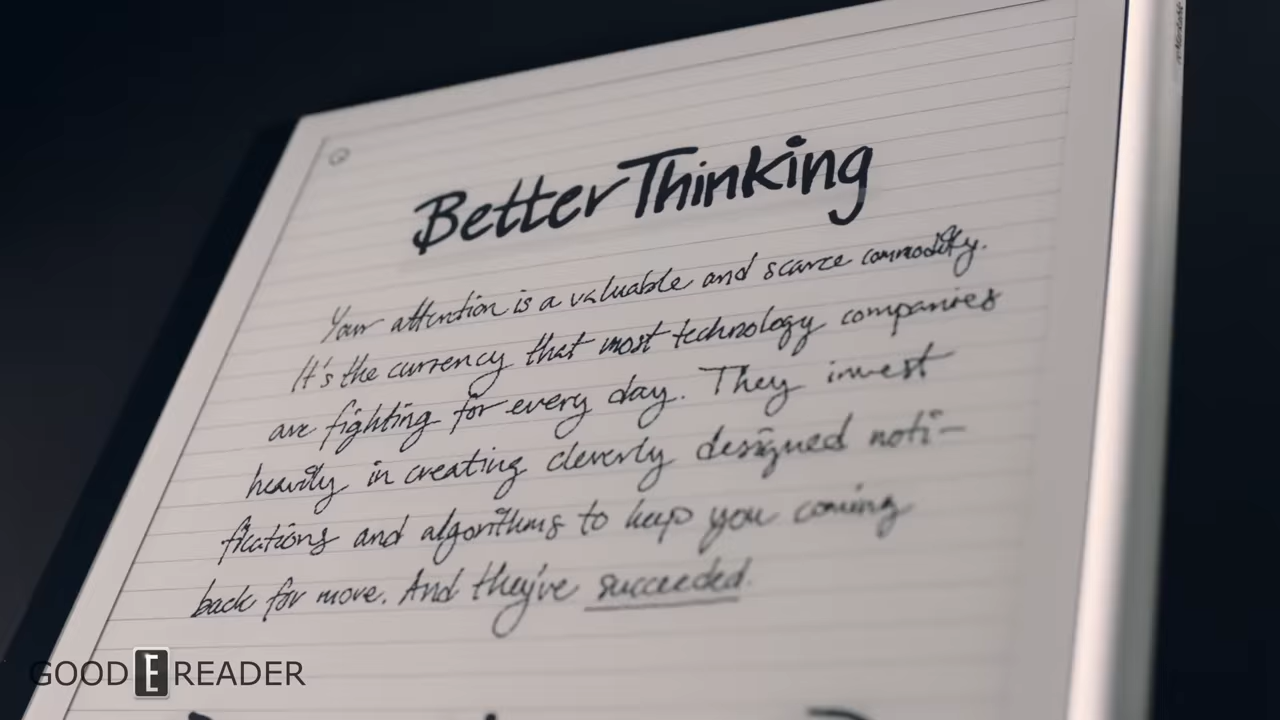 Better Thinking
Your attention is a valuable and scarce commodity.
It's the currency that most technology companies
are fighting for every day. They invest
heavily in creating cleverly designed noti-
fications and algorithms to keep you coming
back for more. And they've succeeded.
GOOD E READER